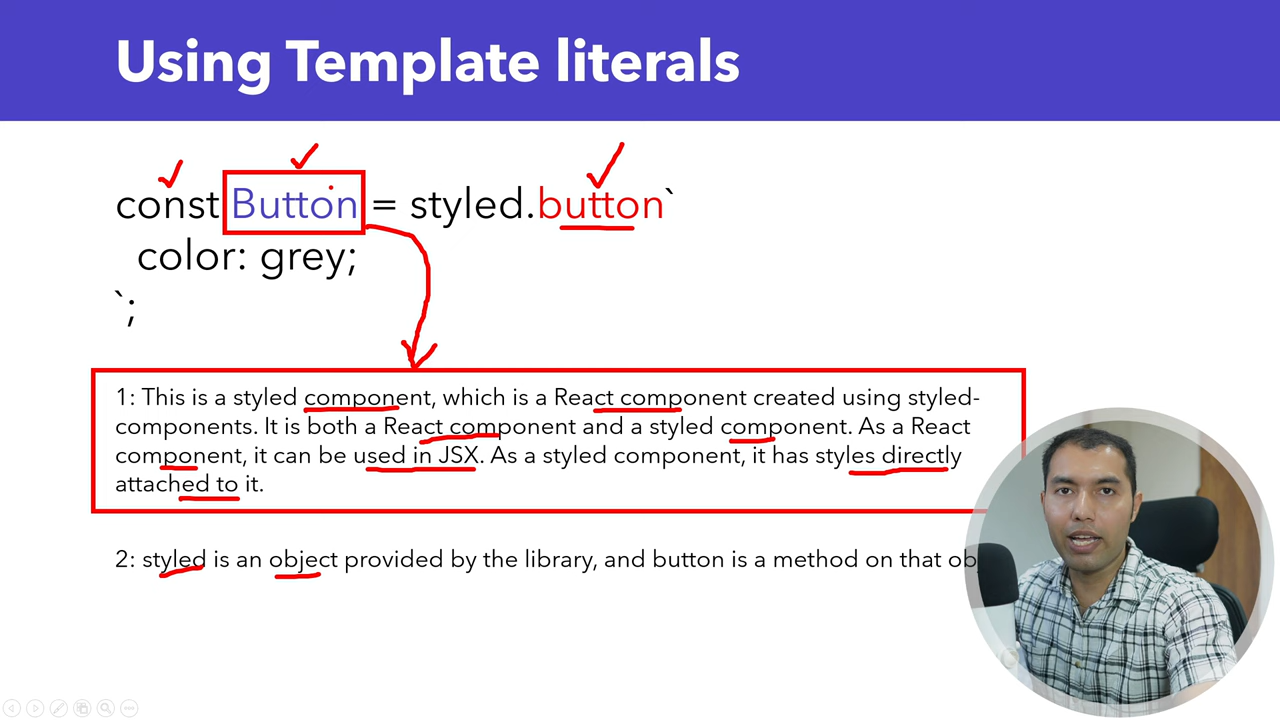 Using Template literals
const Button = styled.button`
color: grey;
`;
1: This is a styled component, which is a React component created using styled-
components. It is both a React component and a styled component. As a React
component, it can be used in JSX. As a styled component, it has styles directly
attached to it.
2: styled is an object provided by the library, and button is a method on that